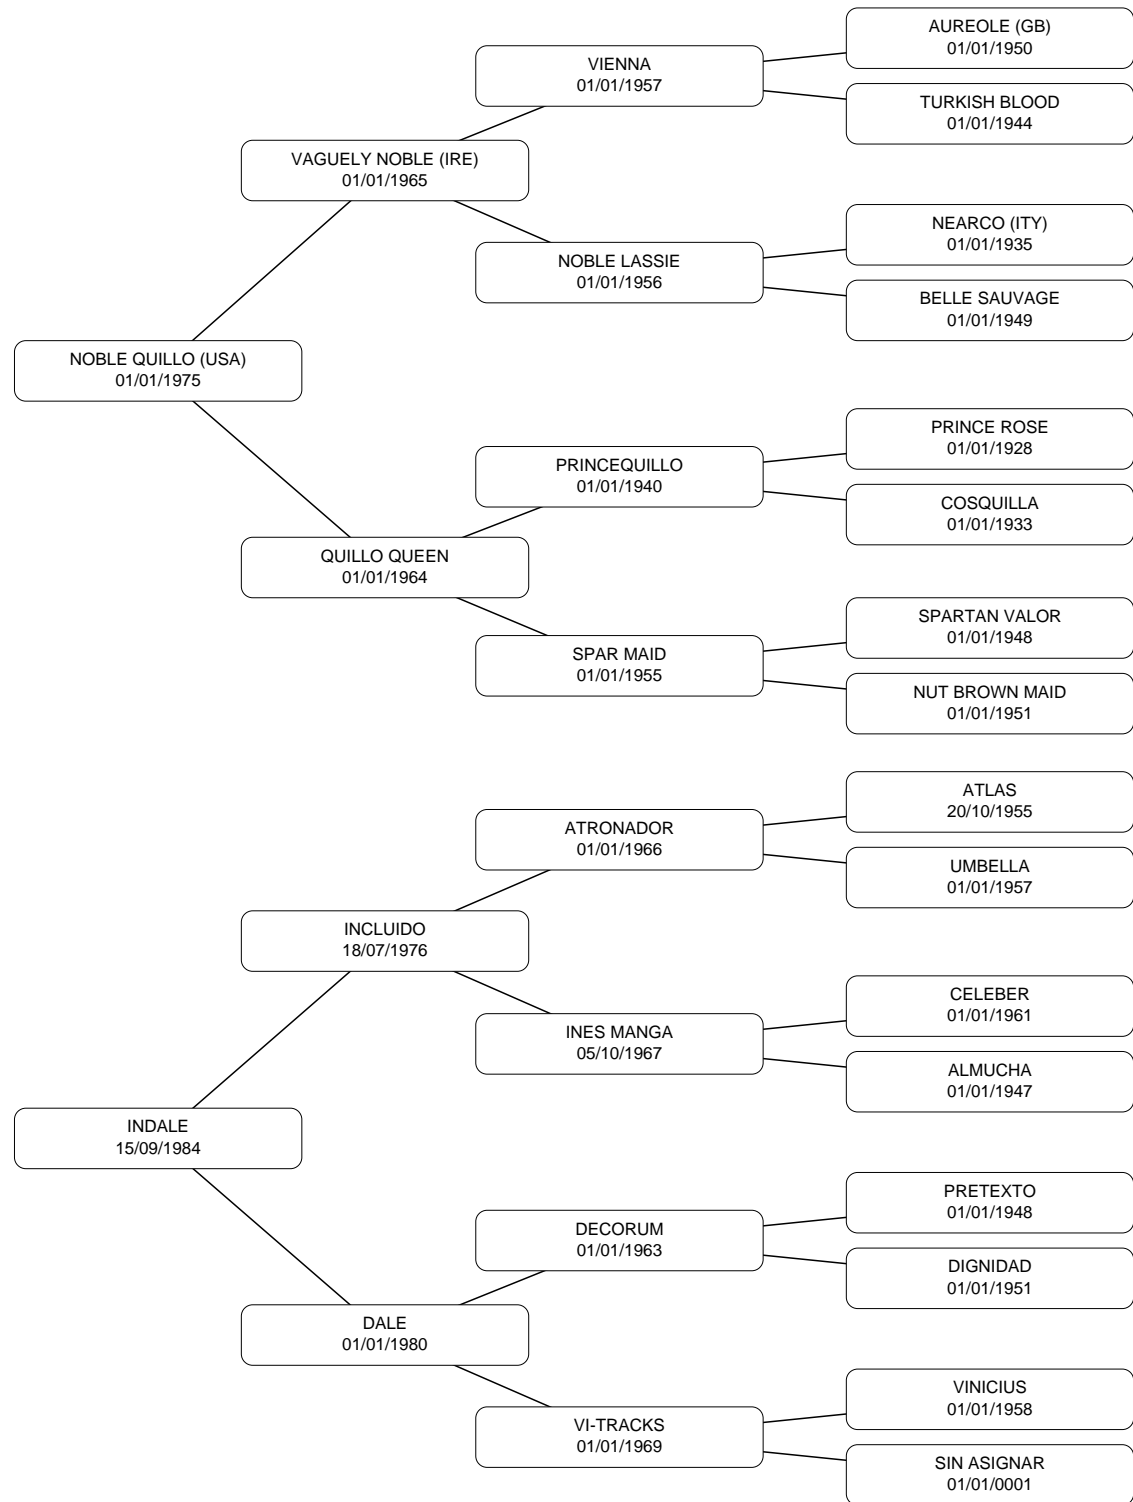 AUREOLE (GB)
01/01/1950
VIENNA
01/01/1957
TURKISH BLOOD
01/01/1944
VAGUELY NOBLE (IRE)
01/01/1965
NEARCO (ITY)
01/01/1935
NOBLE LASSIE
01/01/1956
BELLE SAUVAGE
01/01/1949
NOBLE QUILLO (USA)
01/01/1975
PRINCE ROSE
01/01/1928
PRINCEQUILLO
01/01/1940
COSQUILLA
01/01/1933
QUILLO QUEEN
01/01/1964
SPARTAN VALOR
01/01/1948
SPAR MAID
01/01/1955
NUT BROWN MAID
01/01/1951
ATLAS
20/10/1955
ATRONADOR
01/01/1966
UMBELLA
01/01/1957
INCLUIDO
18/07/1976
CELEBER
01/01/1961
INES MANGA
05/10/1967
ALMUCHA
01/01/1947
INDALE
15/09/1984
PRETEXTO
01/01/1948
DECORUM
01/01/1963
DIGNIDAD
01/01/1951
DALE
01/01/1980
VINICIUS
01/01/1958
VI-TRACKS
01/01/1969
SIN ASIGNAR
01/01/0001